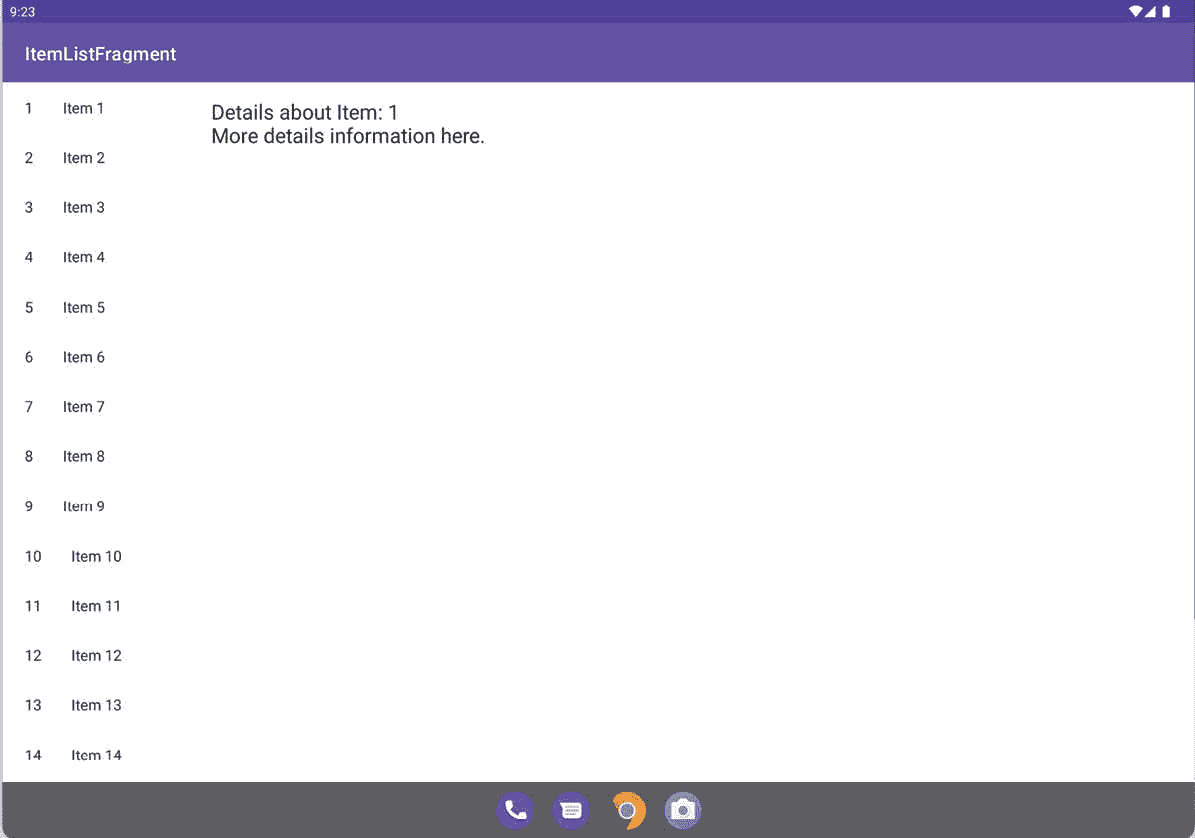 9:23
ItemListFragment
1 Item 1
2 Item 2
3 Item 3
4 Item 4
5 Item 5
6 Item 6
7 Item 7
8 Item 8
9 Item 9
10 Item 10
11 Item 11
12 Item 12
13 Item 13
14 Item 14
Details about Item: 1
More details information here.